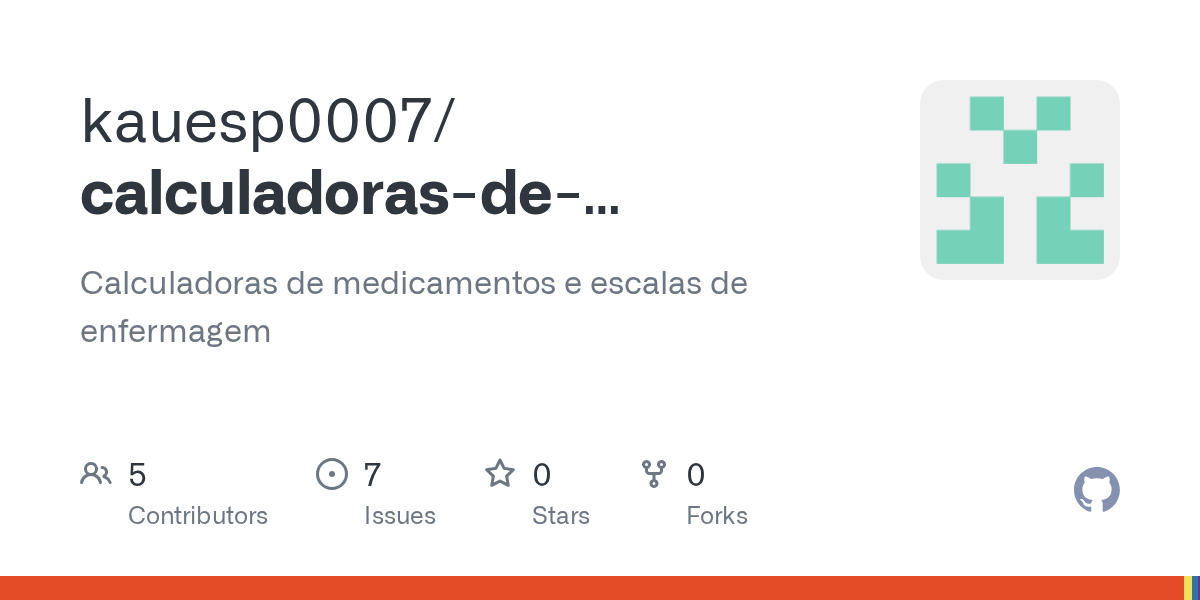 kauesp0007/
calculadoras-de-...
Calculadoras de medicamentos e escalas de
enfermagem
5 7 0 0
Contributors Issues Stars Forks